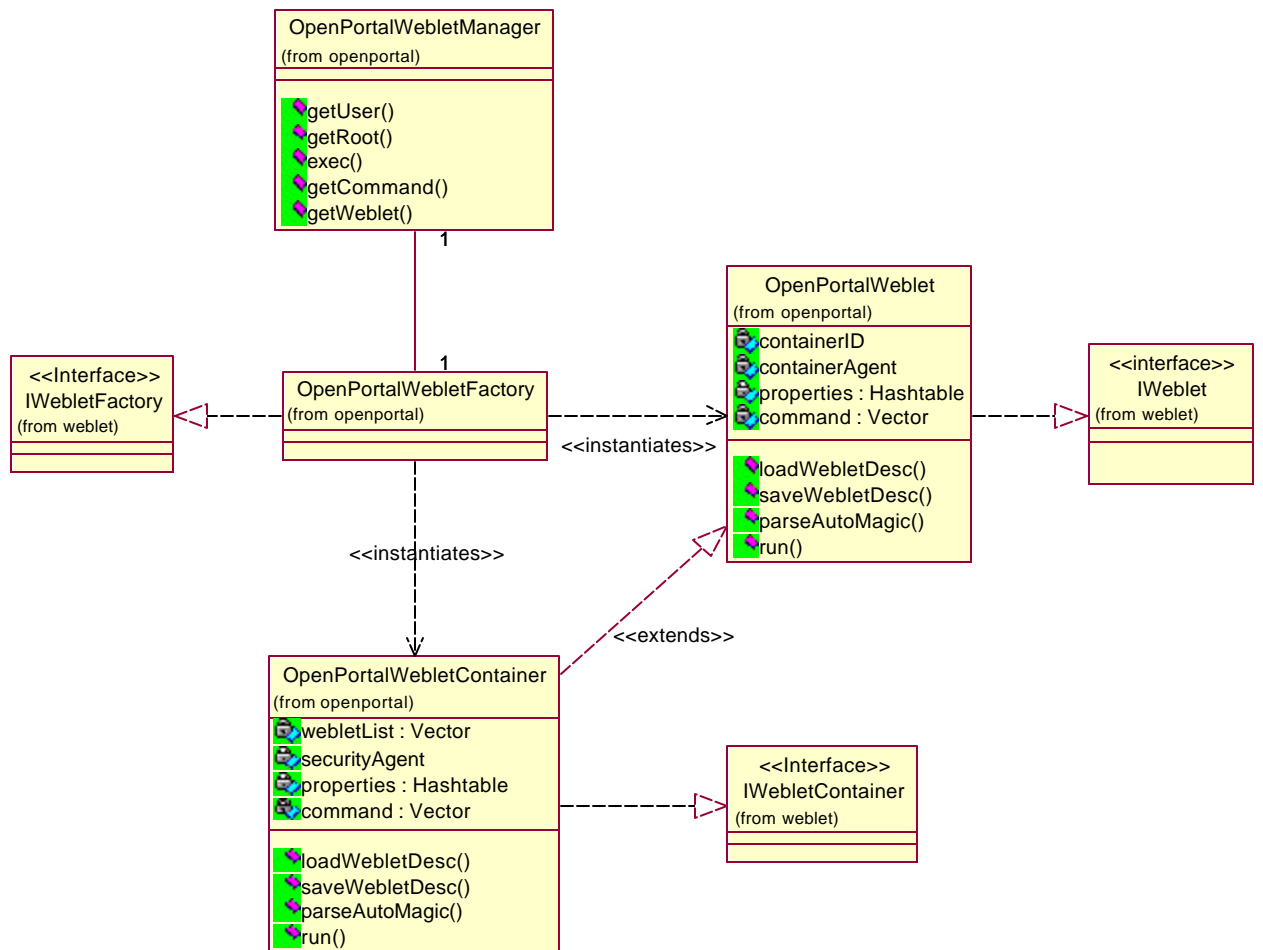 OpenPortalWebletManager
(from openportal)
getUser()
getRoot()
exec()
getCommand()
getWeblet()
1
1
OpenPortalWeblet
(from openportal)
containerID
containerAgent
properties : Hashtable
command : Vector
loadWebletDesc()
saveWebletDesc()
parseAutoMagic()
run()
<<interface>>
IWeblet
(from weblet)
<<Interface>>
IWebletFactory
(from weblet)
OpenPortalWebletFactory
(from openportal)
<<instantiates>>
<<instantiates>>
<<extends>>
OpenPortalWebletContainer
(from openportal)
webletList : Vector
securityAgent
properties : Hashtable
command : Vector
loadWebletDesc()
saveWebletDesc()
parseAutoMagic()
run()
<<Interface>>
IWebletContainer
(from weblet)